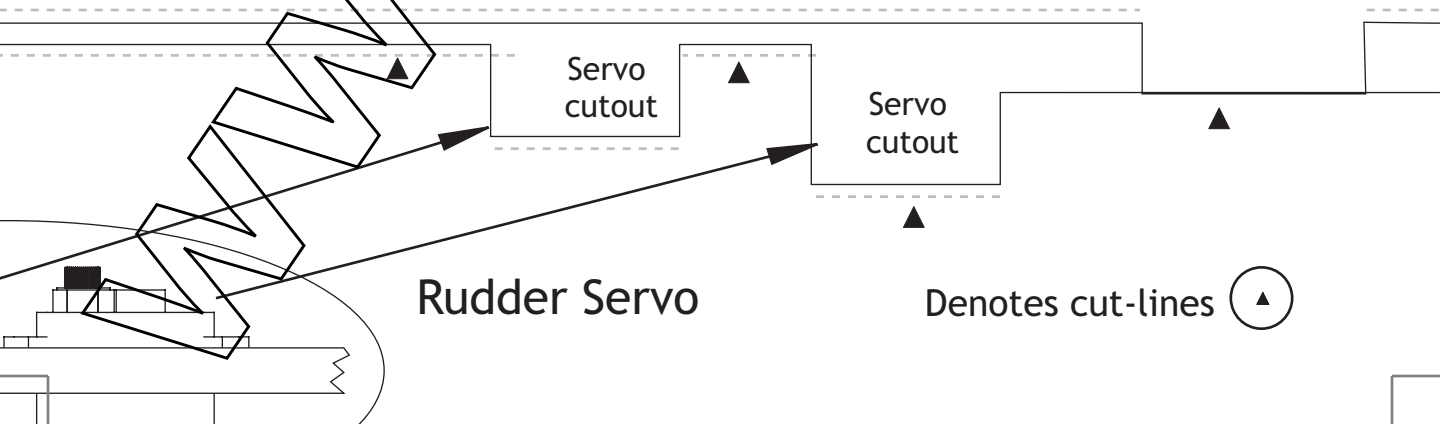 Servo
cutout
Servo
cutout
Rudder Servo
Denotes cut-lines